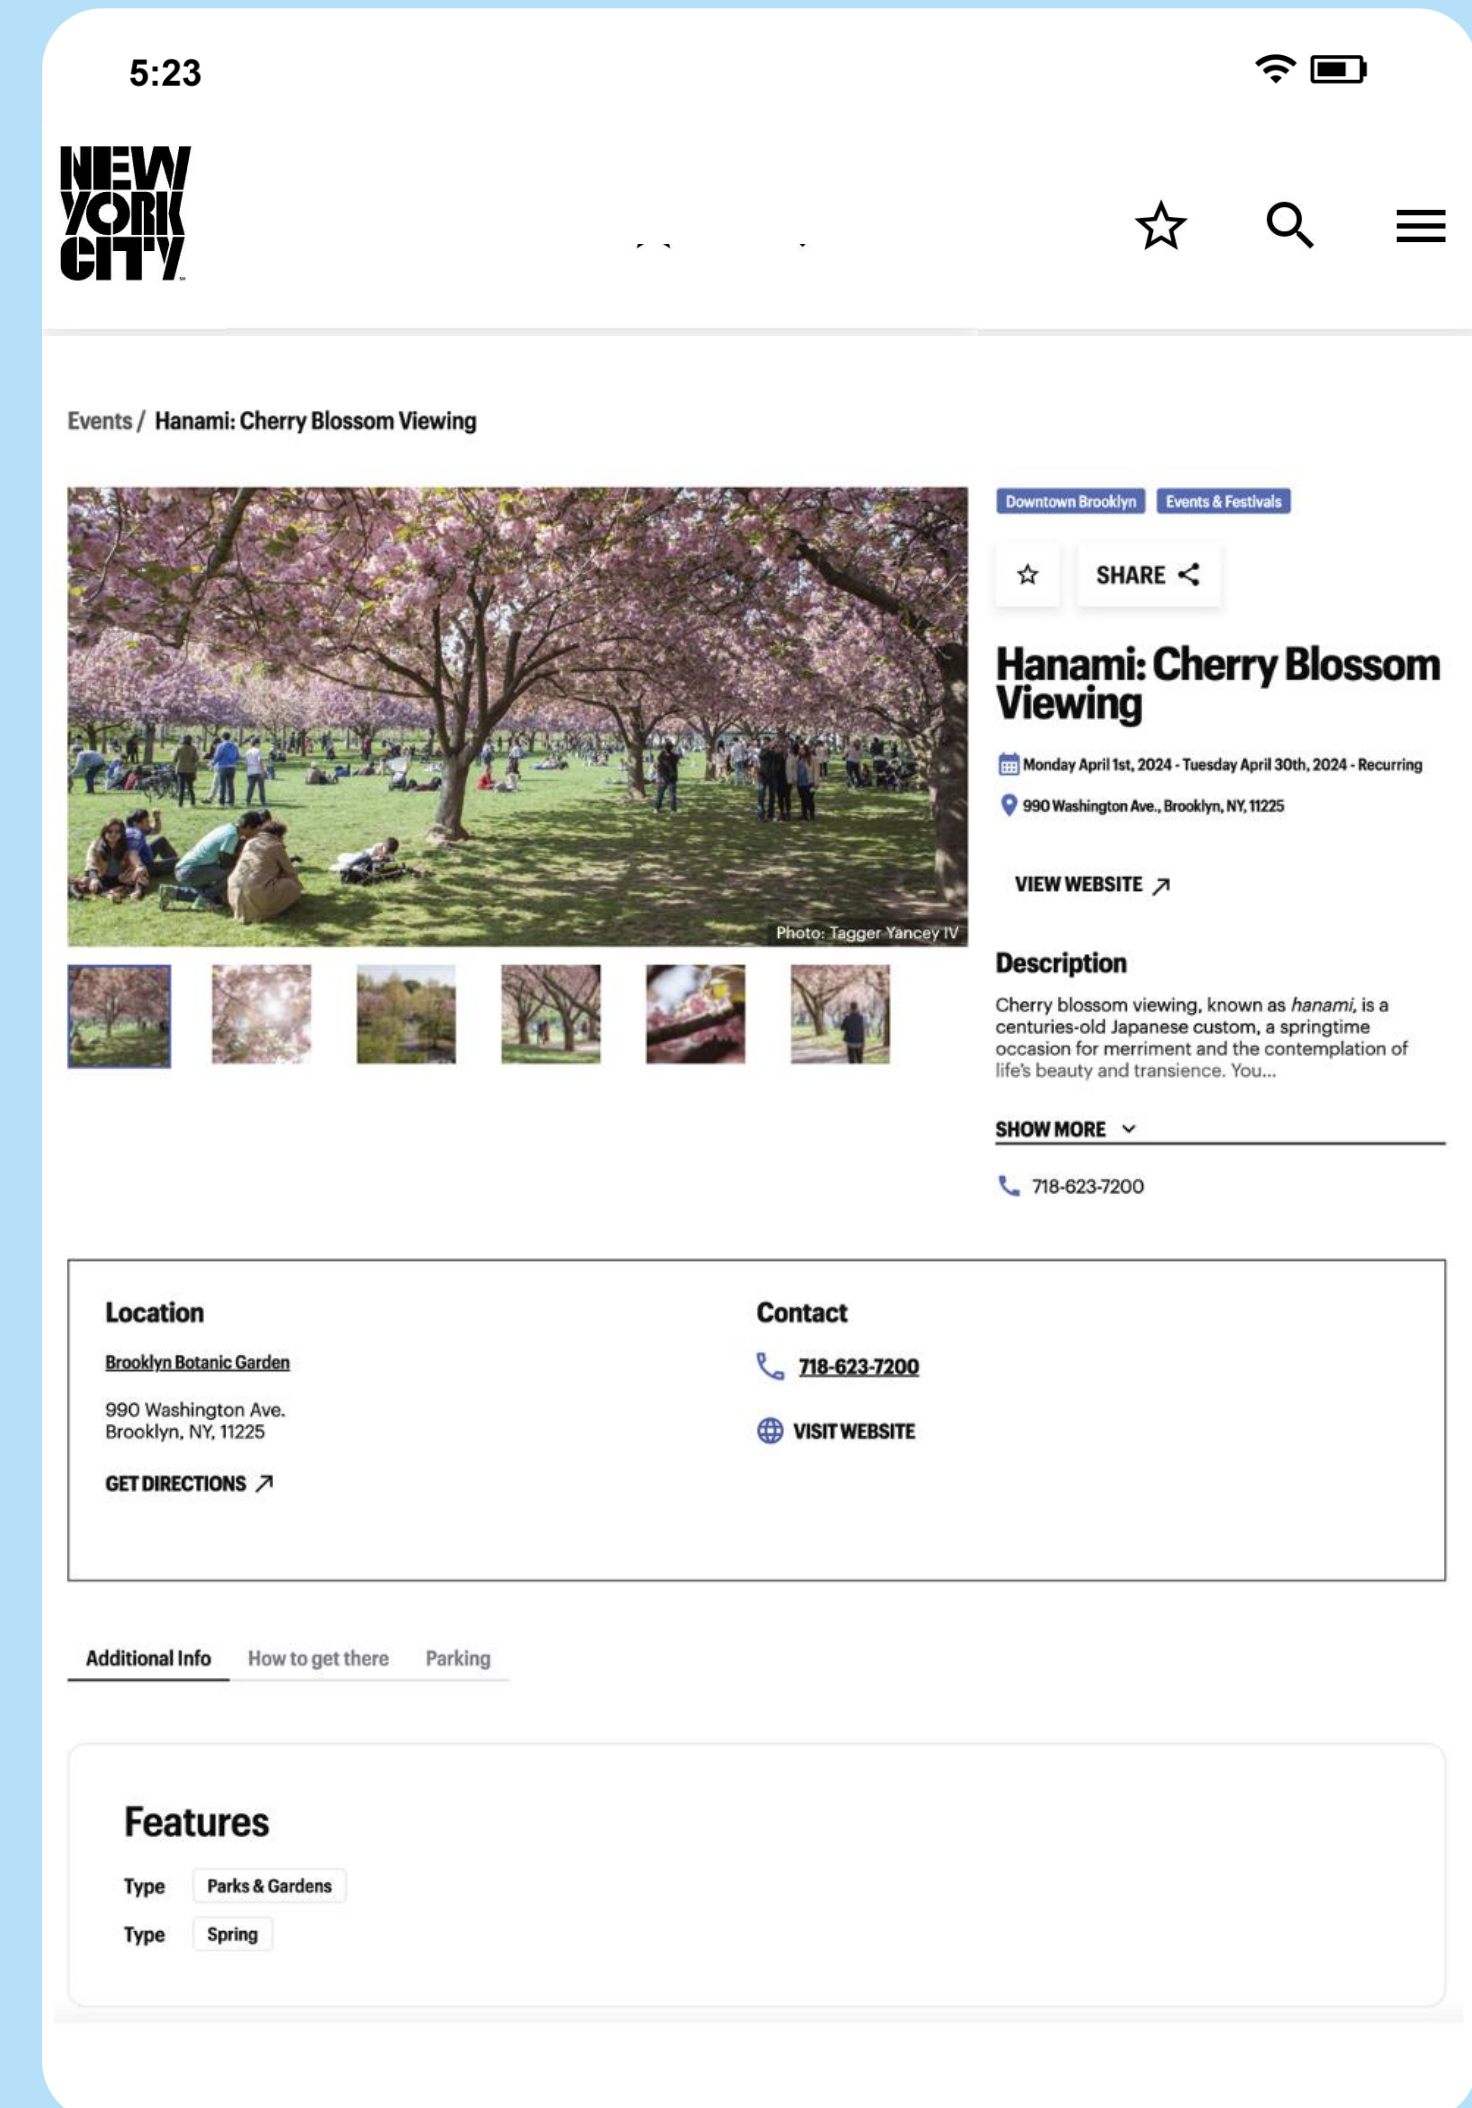 5:23
NEW
YORK
CITY
Events / Hanami: Cherry Blossom Viewing
Photo: Tagger Yancey IV
Downtown Brooklyn Events & Festivals
SHARE
Hanami: Cherry Blossom
Viewing
Monday April 1st, 2024 - Tuesday April 30th, 2024 - Recurring
990 Washington Ave., Brooklyn, NY, 11225
VIEW WEBSITE
Description
Cherry blossom viewing, known as hanami, is a
centuries-old Japanese custom, a springtime
occasion for merriment and the contemplation of
life's beauty and transience. You...
SHOW MORE
718-623-7200
Location
Brooklyn Botanic Garden
990 Washington Ave.
Brooklyn, NY, 11225
GET DIRECTIONS
Contact
718-623-7200
VISIT WEBSITE
Additional Info How to get there Parking
Features
Type Parks & Gardens
Type Spring